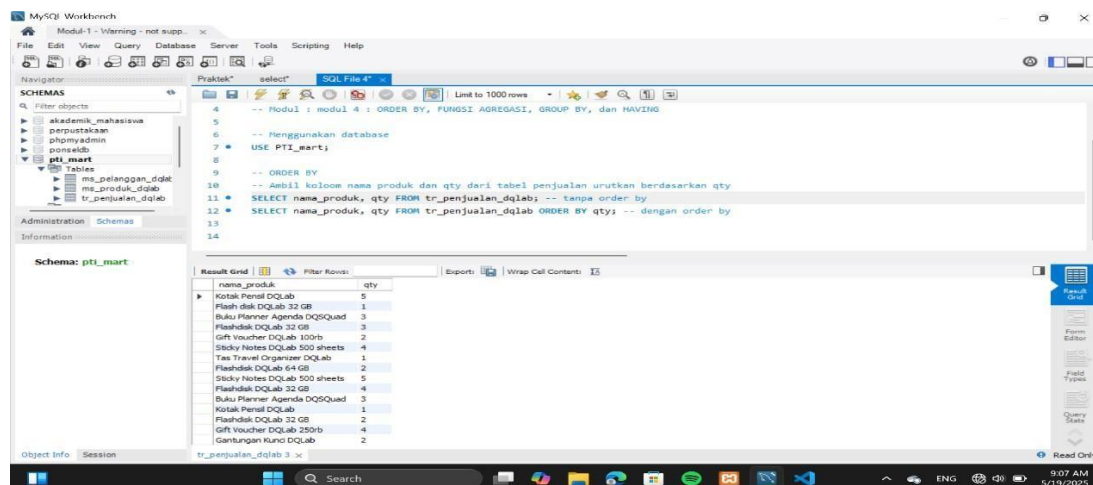 MySQL Workbench
Modul-1 - Warning - not supp...
File Edit View Query Database Server Tools Scripting Help
Navigator
Praktek* select* SQL File 4*
SCHEMAS
Limit to 1000 rows
Filter objects
akademik_mahasiswa
perpustakaan
phpmyadmin
ponseldb
pti_mart
Tables
ms_pelanggan_dqlab
ms_produk_dqlab
tr_penjualan_dqlab
Administration Schemas
Information
Schema: pti_mart
4 -- Modul : modul 4 : ORDER BY, FUNGSI AGREGASI, GROUP BY, dan HAVING
5
6 -- Menggunakan database
7 USE PTI_mart;
8
9 -- ORDER BY
10 -- Ambil koloom nama produk dan qty dari tabel penjualan urutkan berdasarkan qty
11 SELECT nama_produk, qty FROM tr_penjualan_dqlab; -- tanpa order by
12 SELECT nama_produk, qty FROM tr_penjualan_dqlab ORDER BY qty; -- dengan order by
13
14
Result Grid Filter Rows: Export: Wrap Cell Content:
nama_produk qty
Kotak Pensil DQLab 5
Flash disk DQLab 32 GB 1
Buku Planner Agenda DQSQuad 3
Flashdisk DQLab 32 GB 3
Gift Voucher DQLab 100rb 2
Sticky Notes DQLab 500 sheets 4
Tas Travel Organizer DQLab 1
Flashdisk DQLab 64 GB 2
Sticky Notes DQLab 500 sheets 5
Flashdisk DQLab 32 GB 4
Buku Planner Agenda DQSQuad 3
Kotak Pensil DQLab 1
Flashdisk DQLab 32 GB 2
Gift Voucher DQLab 250rb 4
Gantungan Kunci DQLab 2
Result
Grid
Form
Editor
Field
Types
Query
Stats
Object Info Session
tr_penjualan_dqlab 3
Read Only
Search
ENG
9:07 AM
5/19/2025